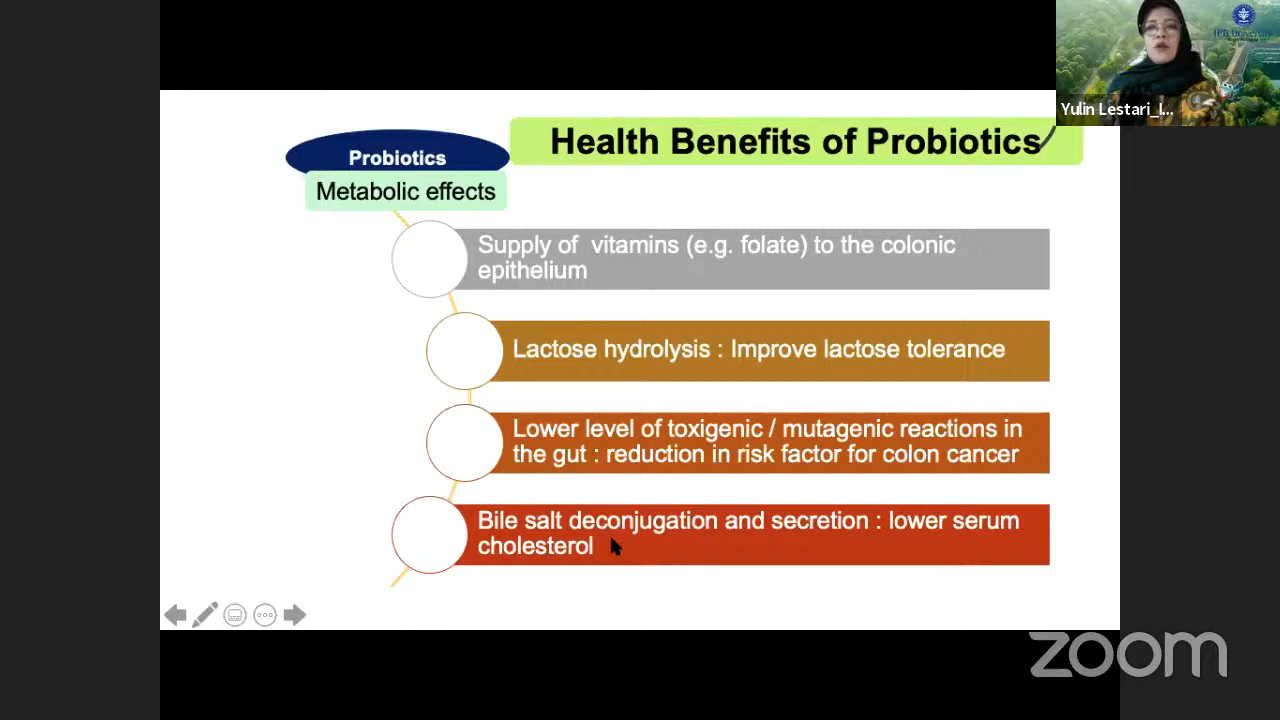 IPB University
Yulin Lestari_I...
Probiotics
Health Benefits of Probiotics
Metabolic effects
Supply of vitamins (e.g. folate) to the colonic
epithelium
Lactose hydrolysis : Improve lactose tolerance
Lower level of toxigenic / mutagenic reactions in
the gut : reduction in risk factor for colon cancer
Bile salt deconjugation and secretion : lower serum
cholesterol
zoom